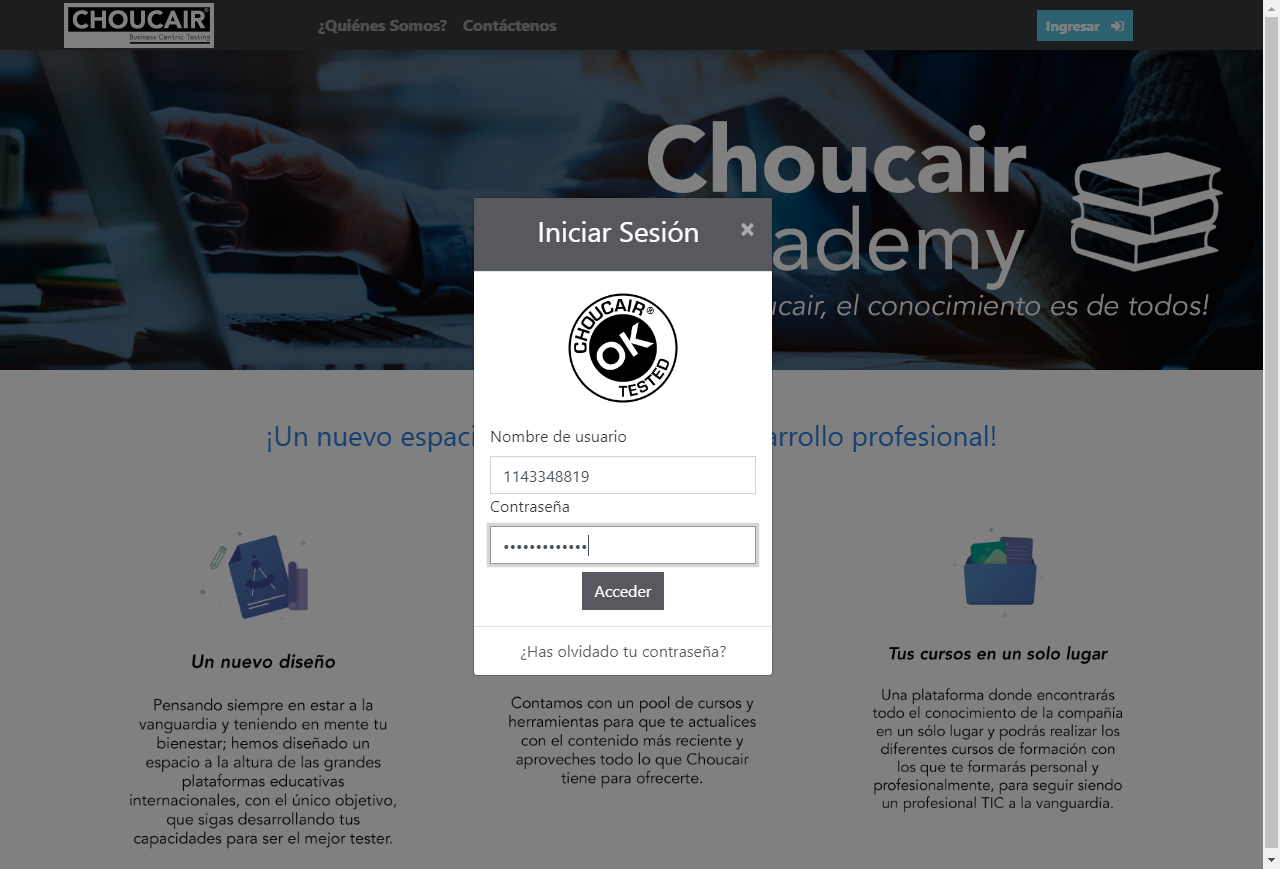 CHOUCAIR®
Business Centric Testing
¿Quiénes Somos? Contáctenos
Ingresar
Choucair
ademy
ucair, el conocimiento es de todos!
Iniciar Sesión ×
CHOUCAIR®
OK
TESTED
Nombre de usuario
1143348819
Contraseña
•••••••••••••
Acceder
¿Has olvidado tu contraseña?
¡Un nuevo espaci
arrollo profesional!
Un nuevo diseño
Pensando siempre en estar a la
vanguardia y teniendo en mente tu
bienestar; hemos diseñado un
espacio a la altura de las grandes
plataformas educativas
internacionales, con el único objetivo,
que sigas desarrollando tus
capacidades para ser el mejor tester.
Contamos con un pool de cursos y
herramientas para que te actualices
con el contenido más reciente y
aproveches todo lo que Choucair
tiene para ofrecerte.
Tus cursos en un solo lugar
Una plataforma donde encontrarás
todo el conocimiento de la compañía
en un sólo lugar y podrás realizar los
diferentes cursos de formación con
los que te formarás personal y
profesionalmente, para seguir siendo
un profesional TIC a la vanguardia.